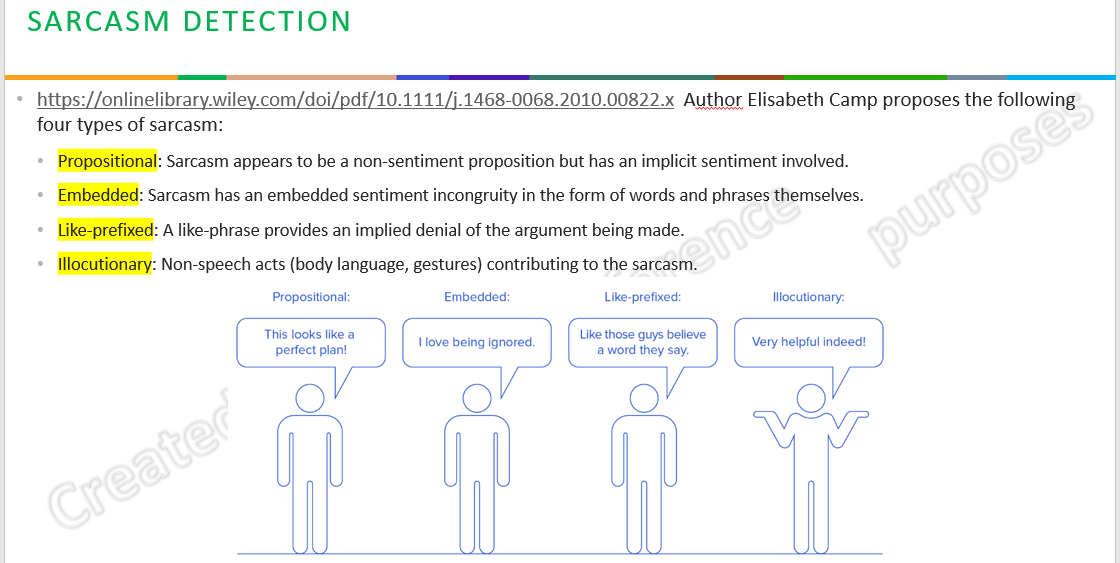 SARCASM DETECTION
https://onlinelibrary.wiley.com/doi/pdf/10.1111/j.1468-0068.2010.00822.x Author Elisabeth Camp proposes the following
four types of sarcasm:
Propositional: Sarcasm appears to be a non-sentiment proposition but has an implicit sentiment involved.
Embedded: Sarcasm has an embedded sentiment incongruity in the form of words and phrases themselves.
Like-prefixed: A like-phrase provides an implied denial of the argument being made.
Illocutionary: Non-speech acts (body language, gestures) contributing to the sarcasm.
Propositional: Embedded: Like-prefixed: Illocutionary:
This looks like a
perfect plan!
I love being ignored.
Like those guys believe
a word they say.
Very helpful indeed!
Created
purposes